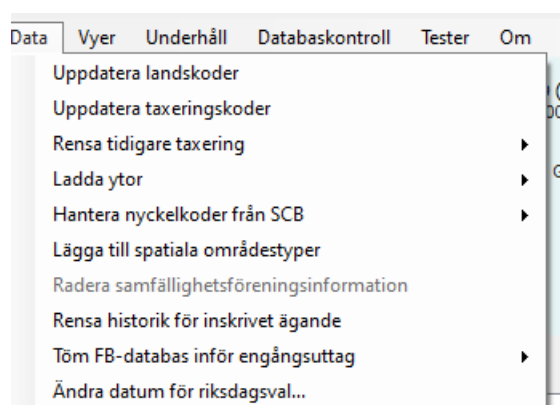 Data Vyer Underhåll Databaskontroll Tester Om
Uppdatera landskoder
Uppdatera taxeringskoder
Rensa tidigare taxering
Ladda ytor
Hantera nyckelkoder från SCB
Lägga till spatiala områdestyper
Radera samfällighetsföreningsinformation
Rensa historik för inskrivet ägande
Töm FB-databas inför engångsuttag
Ändra datum för riksdagsval...